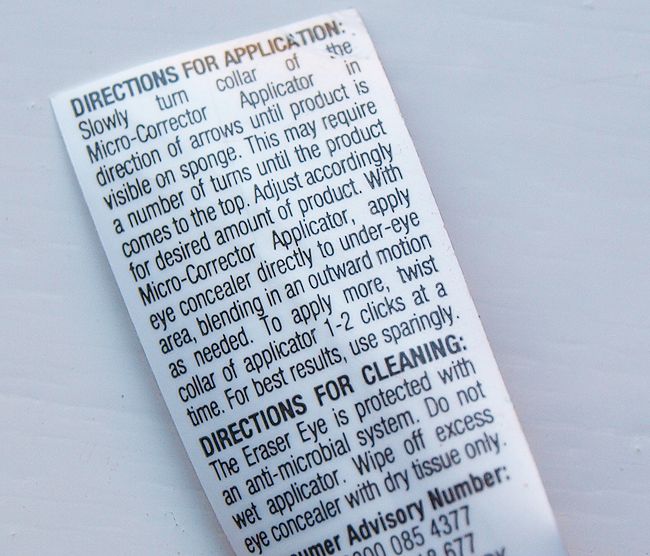 DIRECTIONS FOR APPLICATION:
Slowly turn collar of the
Micro-Corrector Applicator in
direction of arrows until product is
visible on sponge. This may require
a number of turns until the product
comes to the top. Adjust accordingly
for desired amount of product. With
Micro-Corrector Applicator, apply
eye concealer directly to under-eye
area, blending in an outward motion
as needed. To apply more, twist
collar of applicator 1-2 clicks at a
time. For best results, use sparingly.
DIRECTIONS FOR CLEANING:
The Eraser Eye is protected with
an anti-microbial system. Do not
wet applicator. Wipe off excess
eye concealer with dry tissue only.
Advisory Number:
085 4377
677